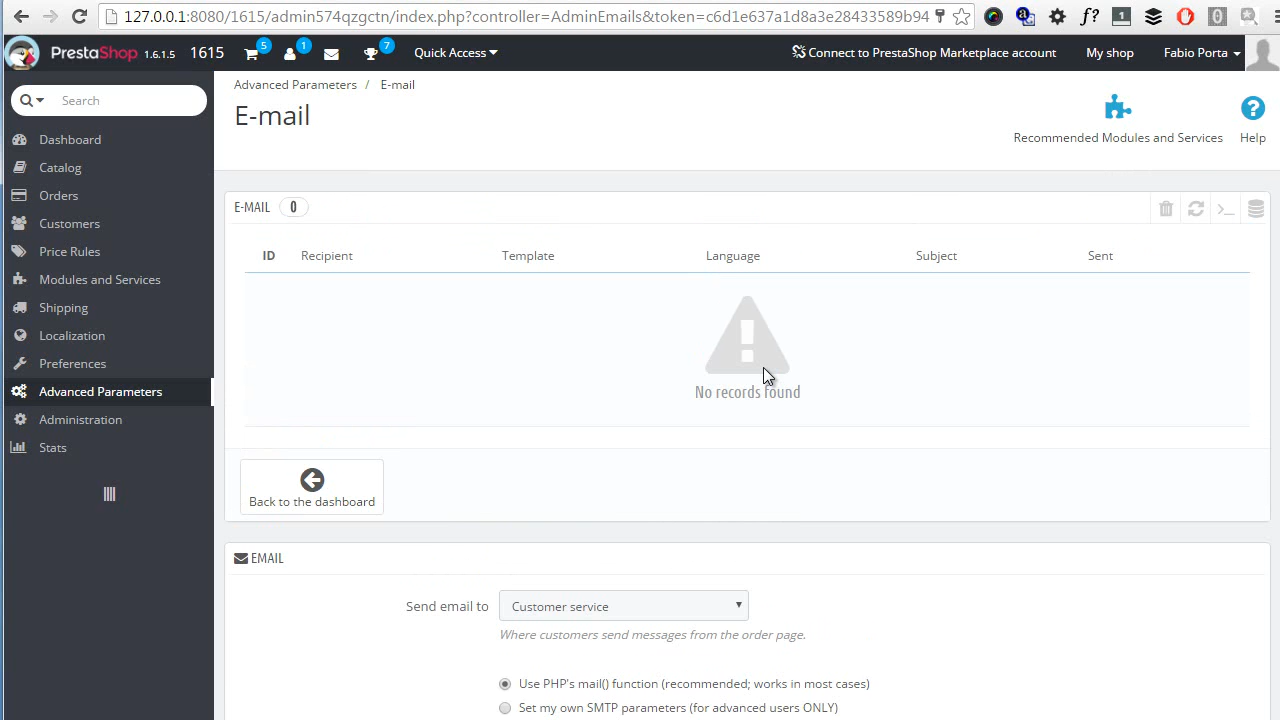 127.0.0.1:8080/1615/admin574qzgctn/index.php?controller=AdminEmails&token=c6d1e637a1d8a3e28433589b94
PrestaShop 1.6.1.5 1615 5 1 7 Quick Access Connect to PrestaShop Marketplace account My shop Fabio Porta
Search
Dashboard
Catalog
Orders
Customers
Price Rules
Modules and Services
Shipping
Localization
Preferences
Advanced Parameters
Administration
Stats
Advanced Parameters / E-mail
E-mail
Recommended Modules and Services
Help
E-MAIL 0
ID Recipient Template Language Subject Sent
No records found
Back to the dashboard
EMAIL
Send email to Customer service
Where customers send messages from the order page.
Use PHP's mail() function (recommended; works in most cases)
Set my own SMTP parameters (for advanced users ONLY)